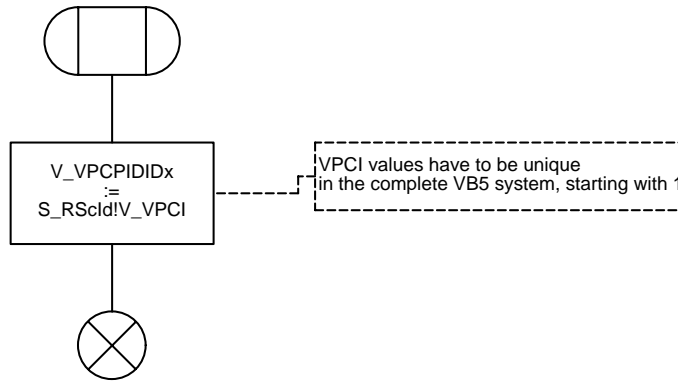 V_VPCPIDIDx
:=
S_RScId!V_VPCI
VPCI values have to be unique
in the complete VB5 system, starting with 1